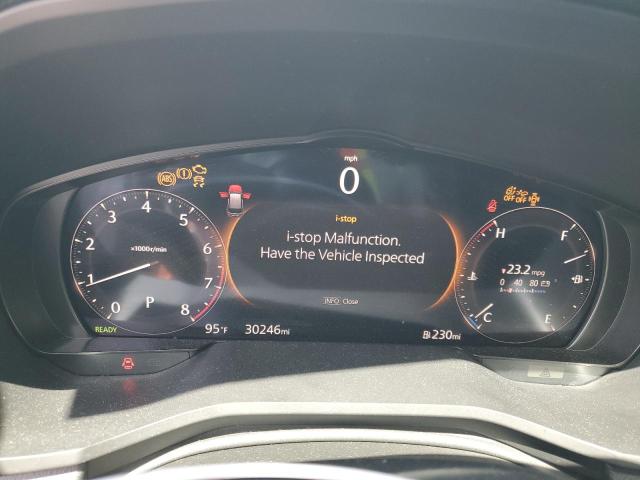 mph
0
ABS
OFF OFF
i-stop
i-stop Malfunction.
Have the Vehicle Inspected
INFO Close
0 1 2 3 4 5 6 7 8
x1000r/min
P
READY
95°F
30246mi
230mi
H
C
F
E
23.2 mpg
0 40 80